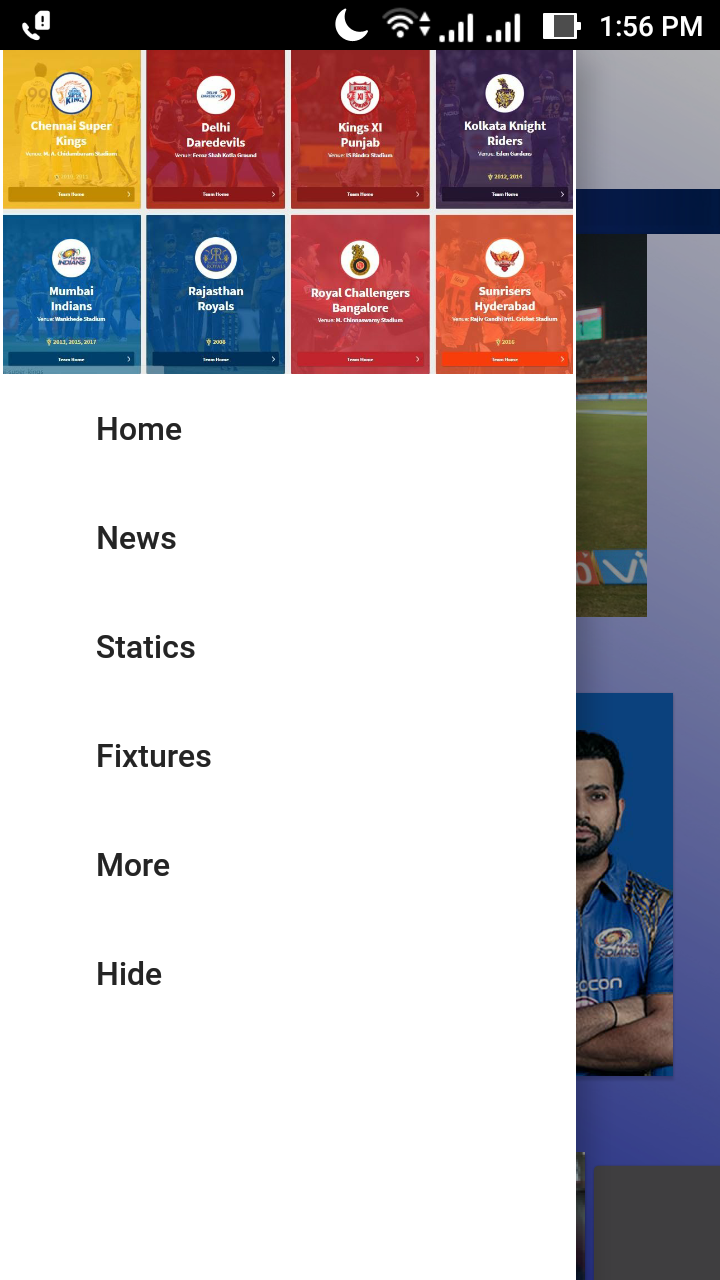 1:56 PM
Chennai Super
Kings
Venue: M. A. Chidambaram Stadium
2010, 2011
Team Home
Delhi
Daredevils
Venue: Feroz Shah Kotla Ground
Team Home
Kings XI
Punjab
Venue: IS Bindra Stadium
Team Home
Kolkata Knight
Riders
Venue: Eden Gardens
2012, 2014
Team Home
Mumbai
Indians
Venue: Wankhede Stadium
2013, 2015, 2017
Team Home
Rajasthan
Royals
2008
Team Home
Royal Challengers
Bangalore
Venue: M. Chinnaswamy Stadium
Team Home
Sunrisers
Hyderabad
Venue: Rajiv Gandhi Intl. Cricket Stadium
2016
Team Home
Home
News
Statics
Fixtures
More
Hide